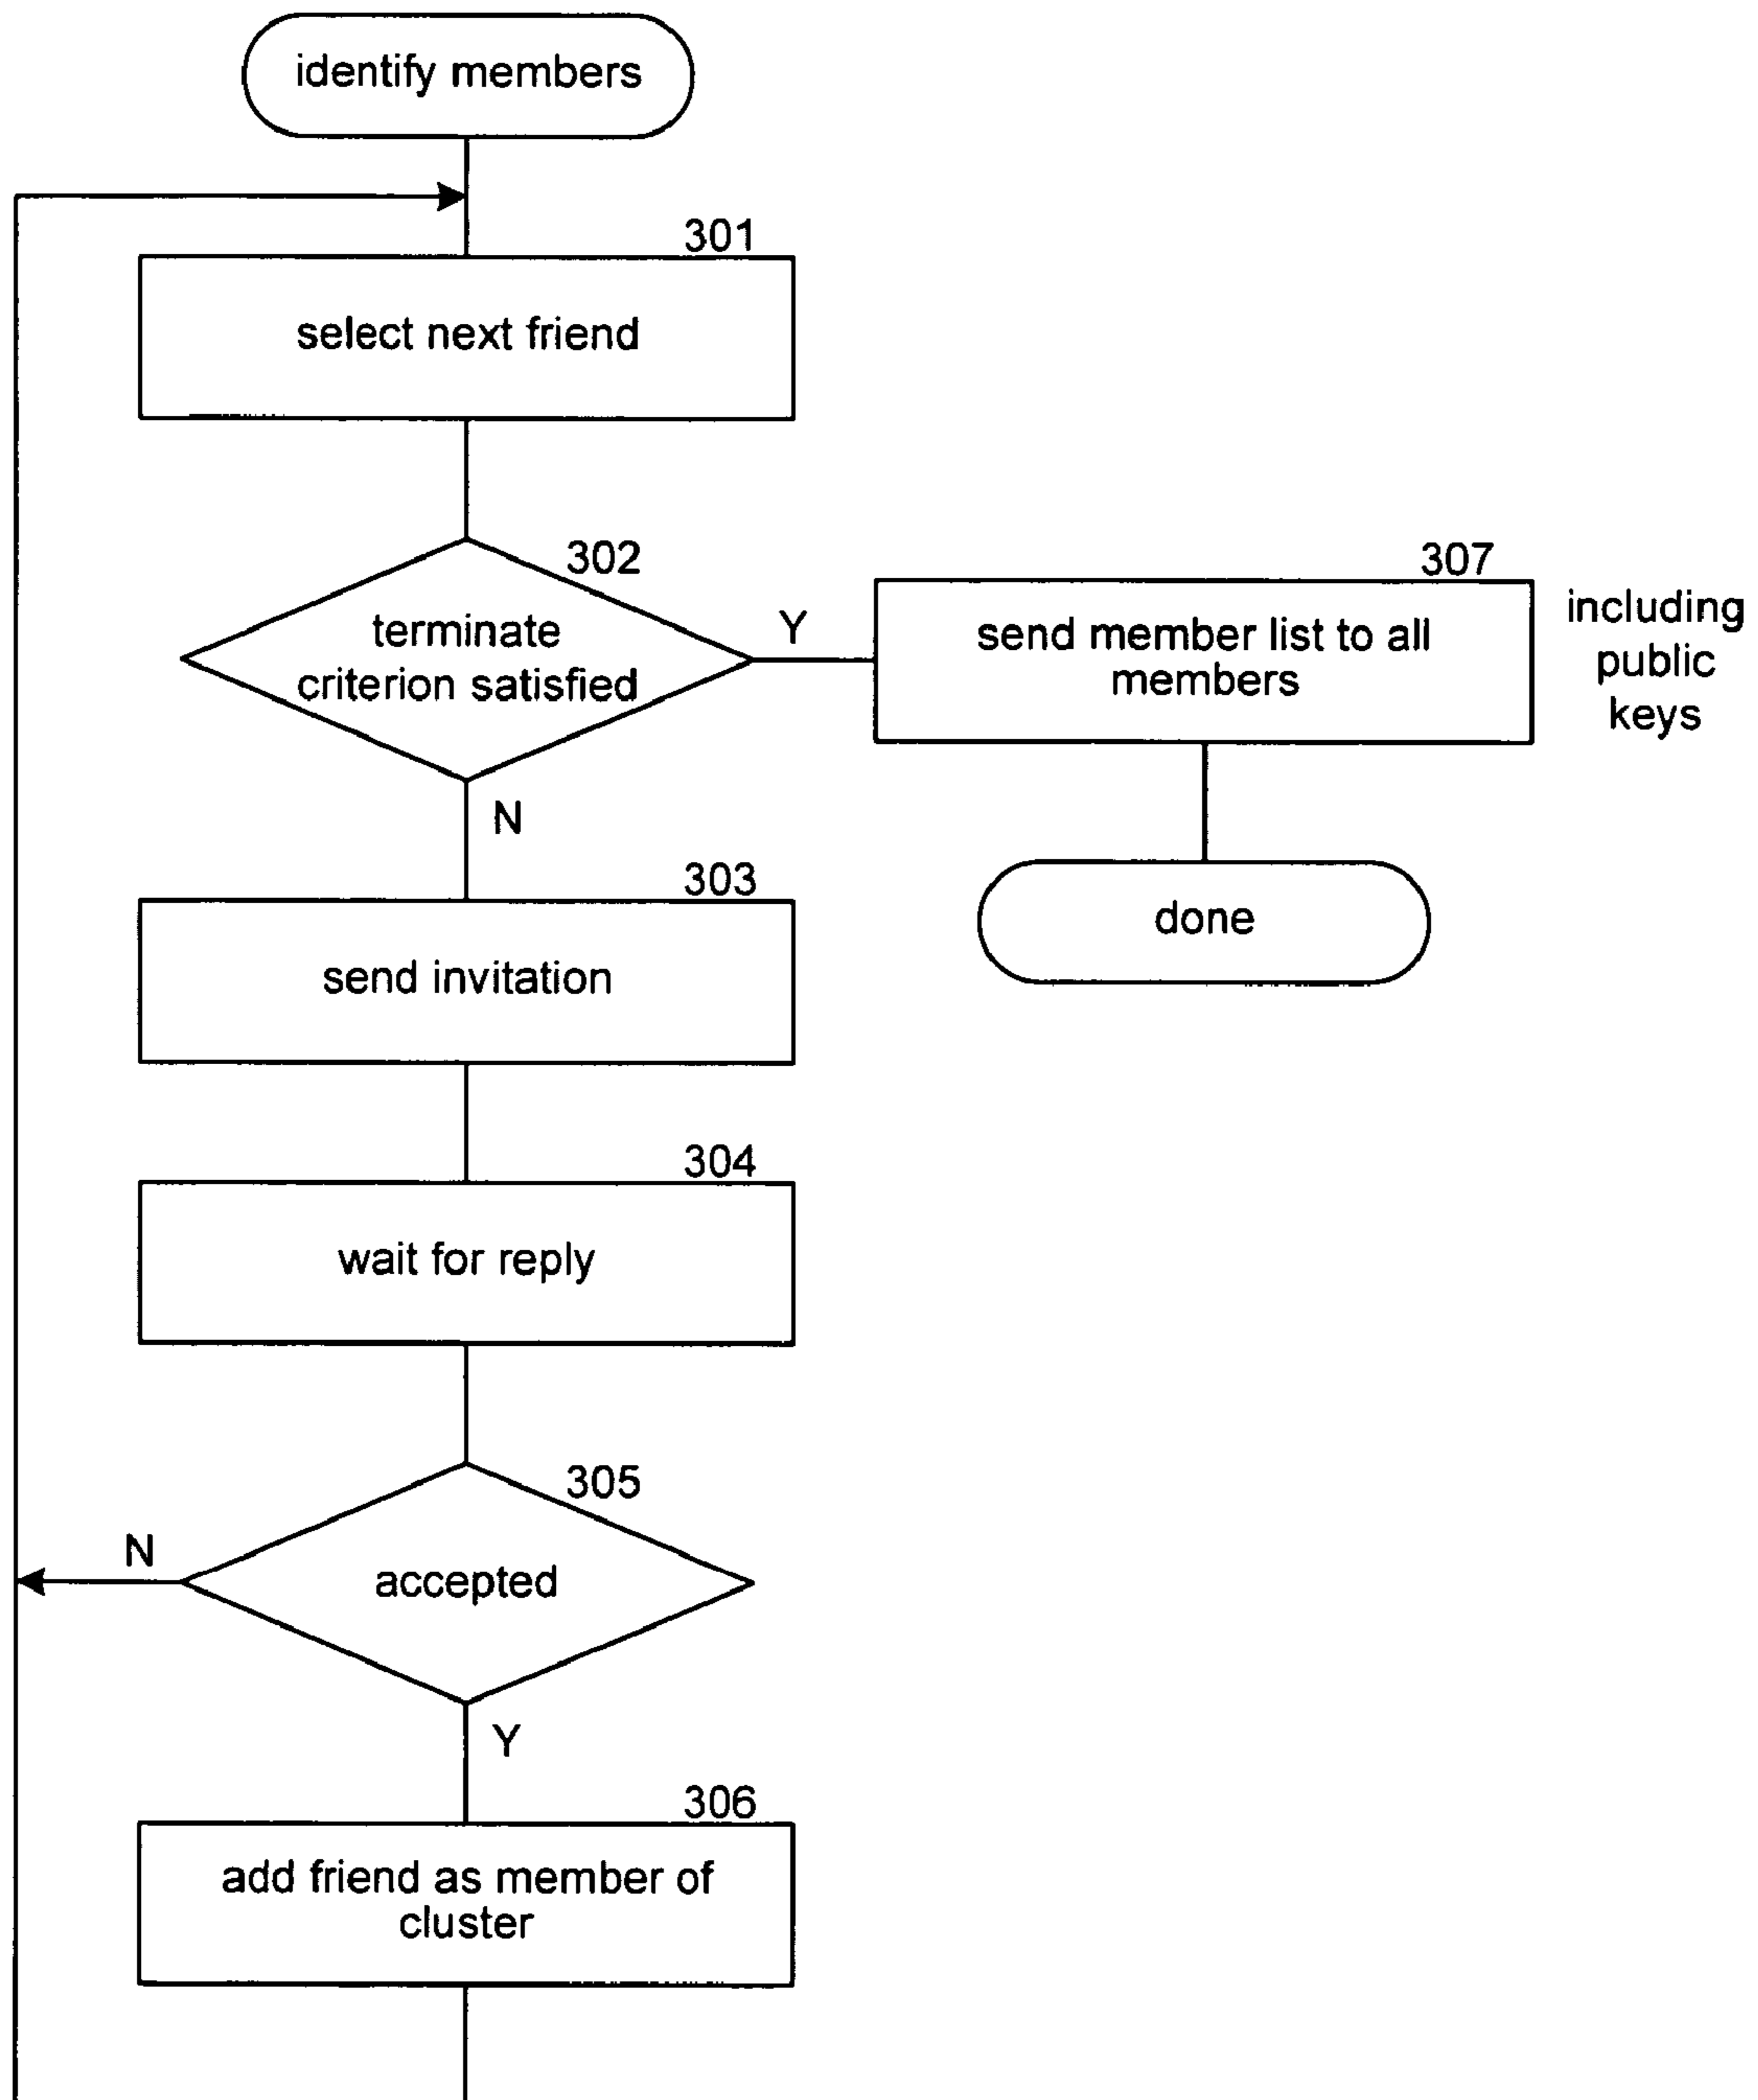 identify members
301
select next friend
302
terminate
criterion satisfied
Y
307
send member list to all
members
including
public
keys
N
done
303
send invitation
304
wait for reply
305
N
accepted
Y
306
add friend as member of
cluster